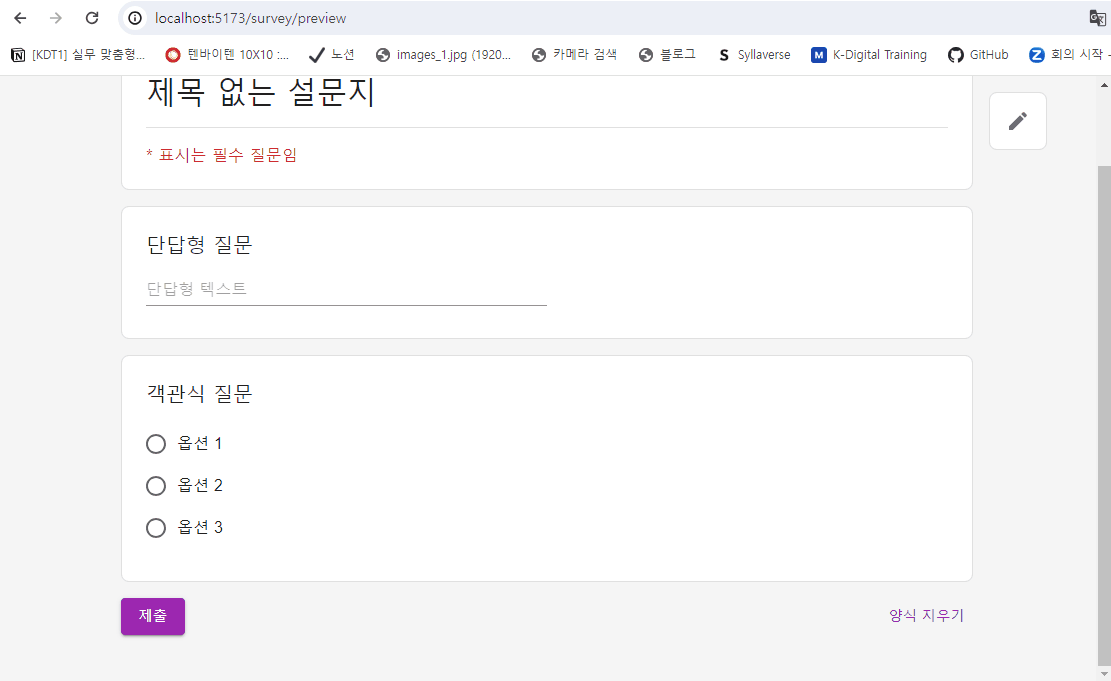 localhost:5173/survey/preview
[KDT1] 실무 맞춤형... 텐바이텐 10X10 :... 노션 images_1.jpg (1920... 카메라 검색 블로그 Syllaverse K-Digital Training GitHub 회의 시작 -
제목 없는 설문지
* 표시는 필수 질문임
단답형 질문
단답형 텍스트
객관식 질문
옵션 1
옵션 2
옵션 3
제출 양식 지우기